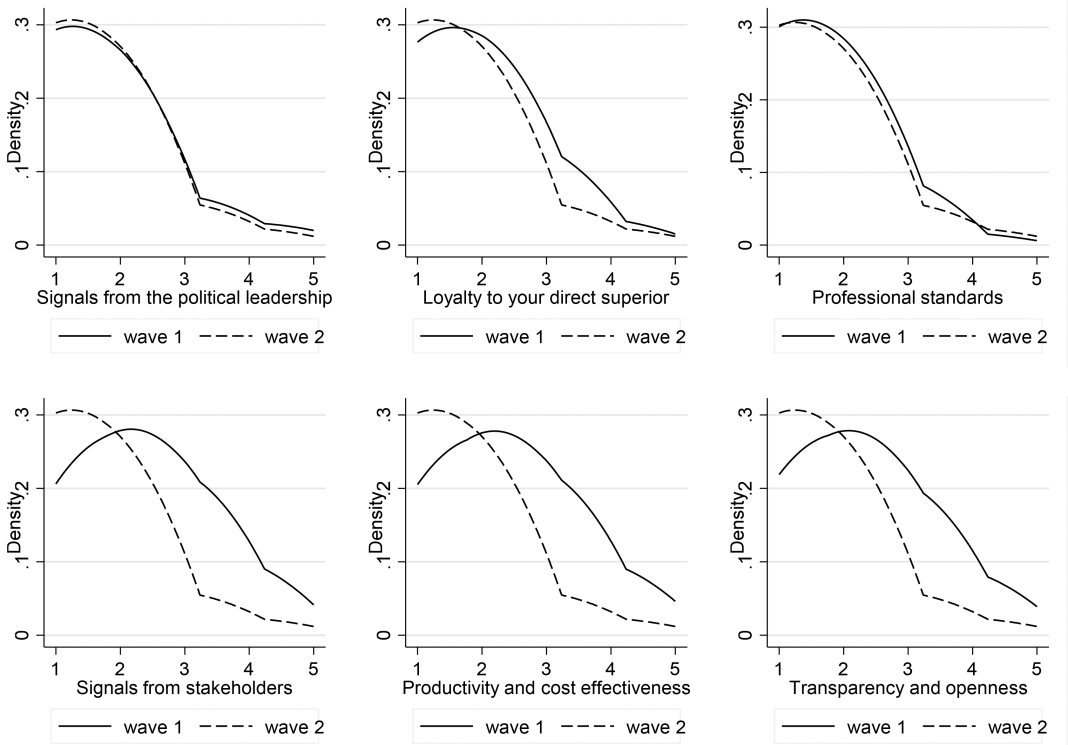 .3
.2
.1
0
Density
1 2 3 4 5
Signals from the political leadership
wave 1 wave 2
.3
.2
.1
0
Density
1 2 3 4 5
Loyalty to your direct superior
wave 1 wave 2
.3
.2
.1
0
Density
1 2 3 4 5
Professional standards
wave 1 wave 2
.3
.2
.1
0
Density
1 2 3 4 5
Signals from stakeholders
wave 1 wave 2
.3
.2
.1
0
Density
1 2 3 4 5
Productivity and cost effectiveness
wave 1 wave 2
.3
.2
.1
0
Density
1 2 3 4 5
Transparency and openness
wave 1 wave 2